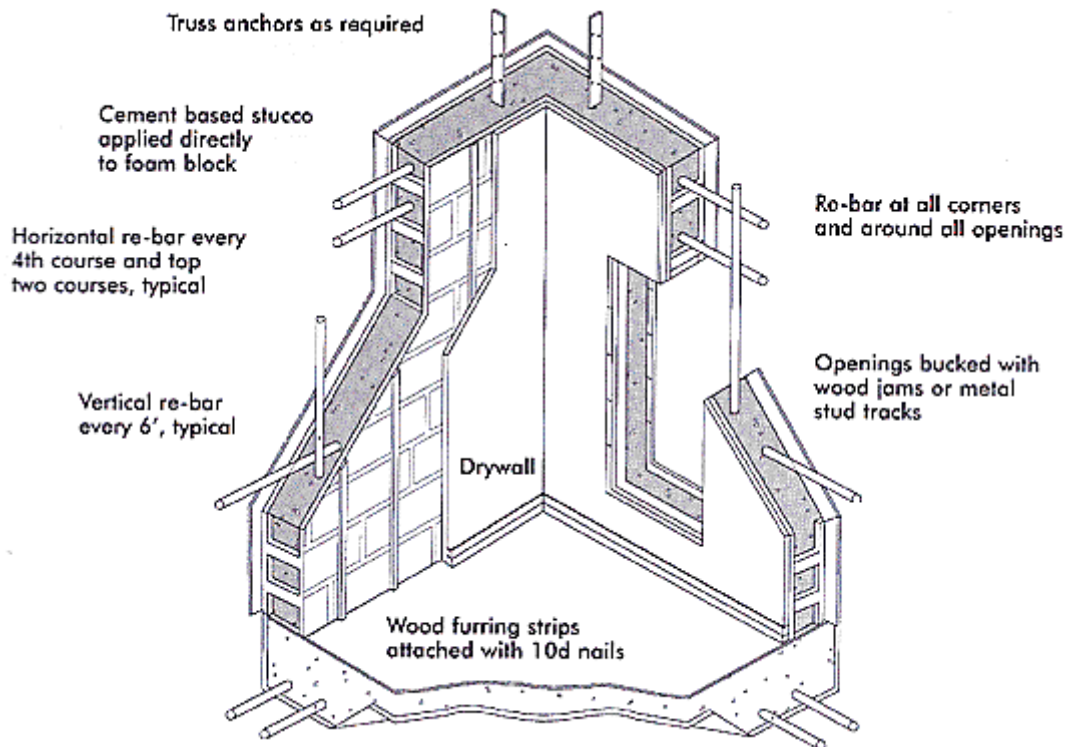 Truss anchors as required
Cement based stucco
applied directly
to foam block
Horizontal re-bar every
4th course and top
two courses, typical
Vertical re-bar
every 6', typical
Re-bar at all corners
and around all openings
Openings bucked with
wood jams or metal
stud tracks
Drywall
Wood furring strips
attached with 10d nails